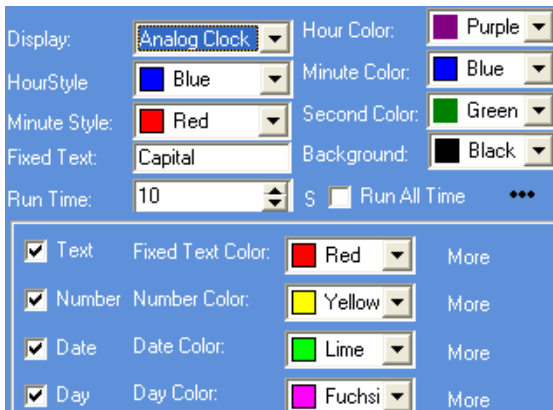 Display: Analog Clock Hour Color: Purple
HourStyle Blue Minute Color: Blue
Minute Style: Red Second Color: Green
Fixed Text: Capital Background: Black
Run Time: 10 S Run All Time •••
Text Fixed Text Color: Red More
Number Number Color: Yellow More
Date Date Color: Lime More
Day Day Color: Fuchsi More